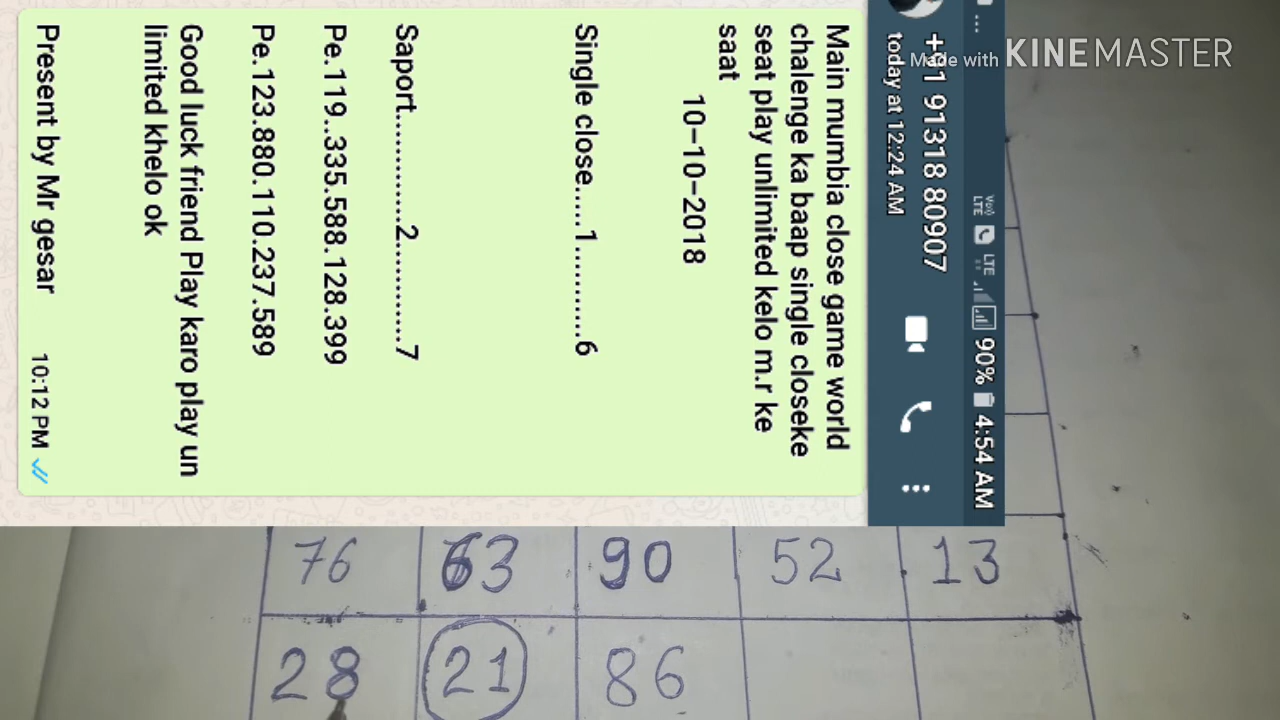 Made with KINEMASTER
LTE LTE 90% 4:54 AM
+91 91318 80907
today at 12:24 AM
Main mumbia close game world
chalenge ka baap single closeke
seat play unlimited kelo m.r ke
saat
10-10-2018
Single close.....1...........6
Saport..............2............7
Pe.119..335.588.128.399
Pe.123.880.110.237.589
Good luck friend Play karo play un
limited khelo ok
Present by Mr gesar 10:12 PM
76 63 90 52 13
28 21 86